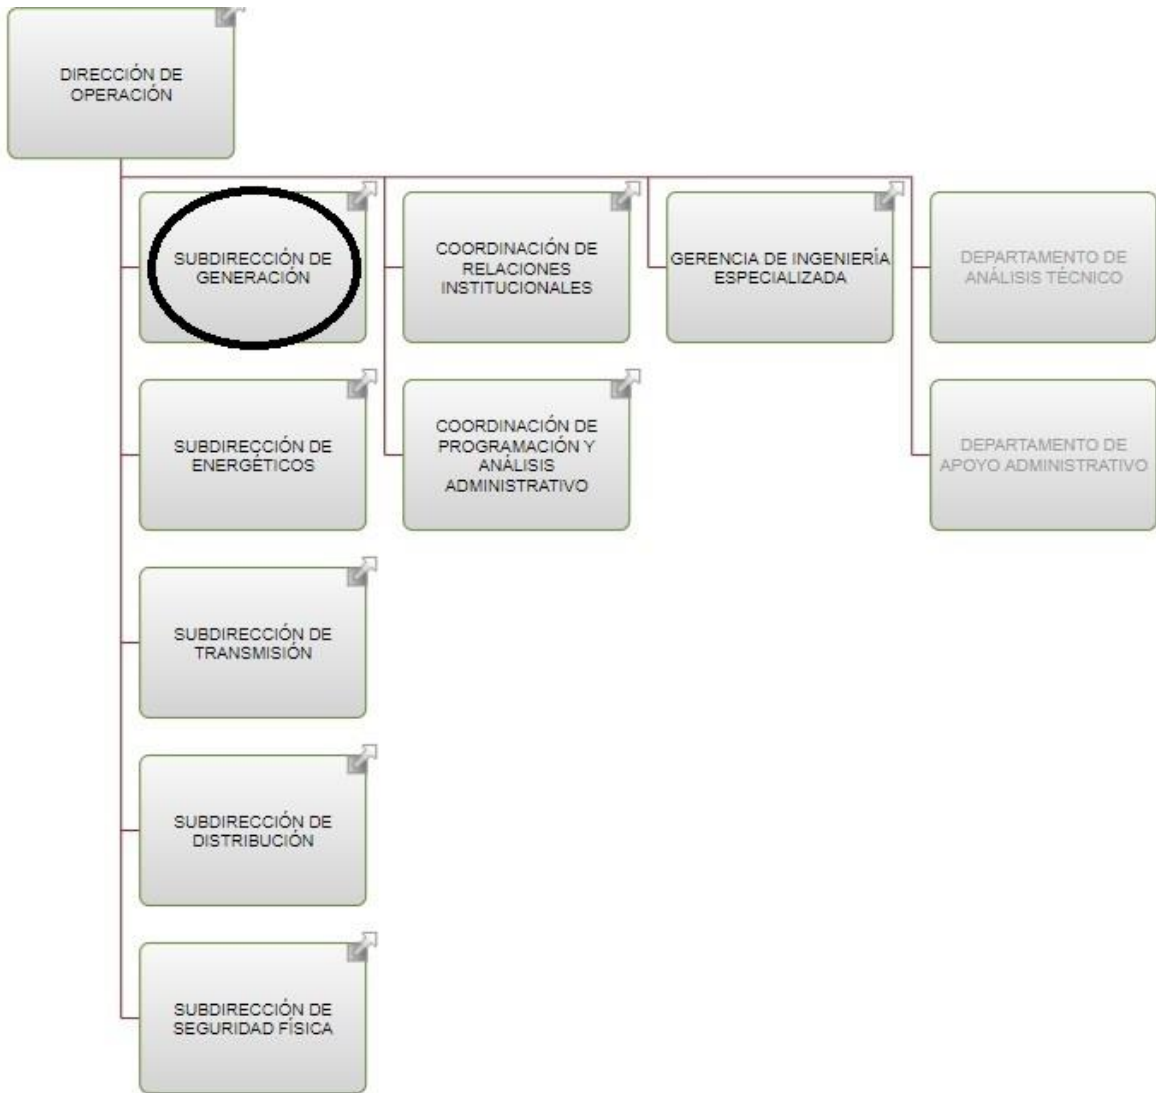 DIRECCIÓN DE
OPERACIÓN
SUBDIRECCIÓN DE
GENERACIÓN
COORDINACIÓN DE
RELACIONES
INSTITUCIONALES
GERENCIA DE INGENIERÍA
ESPECIALIZADA
DEPARTAMENTO DE
ANÁLISIS TÉCNICO
SUBDIRECCIÓN DE
ENERGÉTICOS
COORDINACIÓN DE
PROGRAMACIÓN Y
ANÁLISIS
ADMINISTRATIVO
DEPARTAMENTO DE
APOYO ADMINISTRATIVO
SUBDIRECCIÓN DE
TRANSMISIÓN
SUBDIRECCIÓN DE
DISTRIBUCIÓN
SUBDIRECCIÓN DE
SEGURIDAD FÍSICA